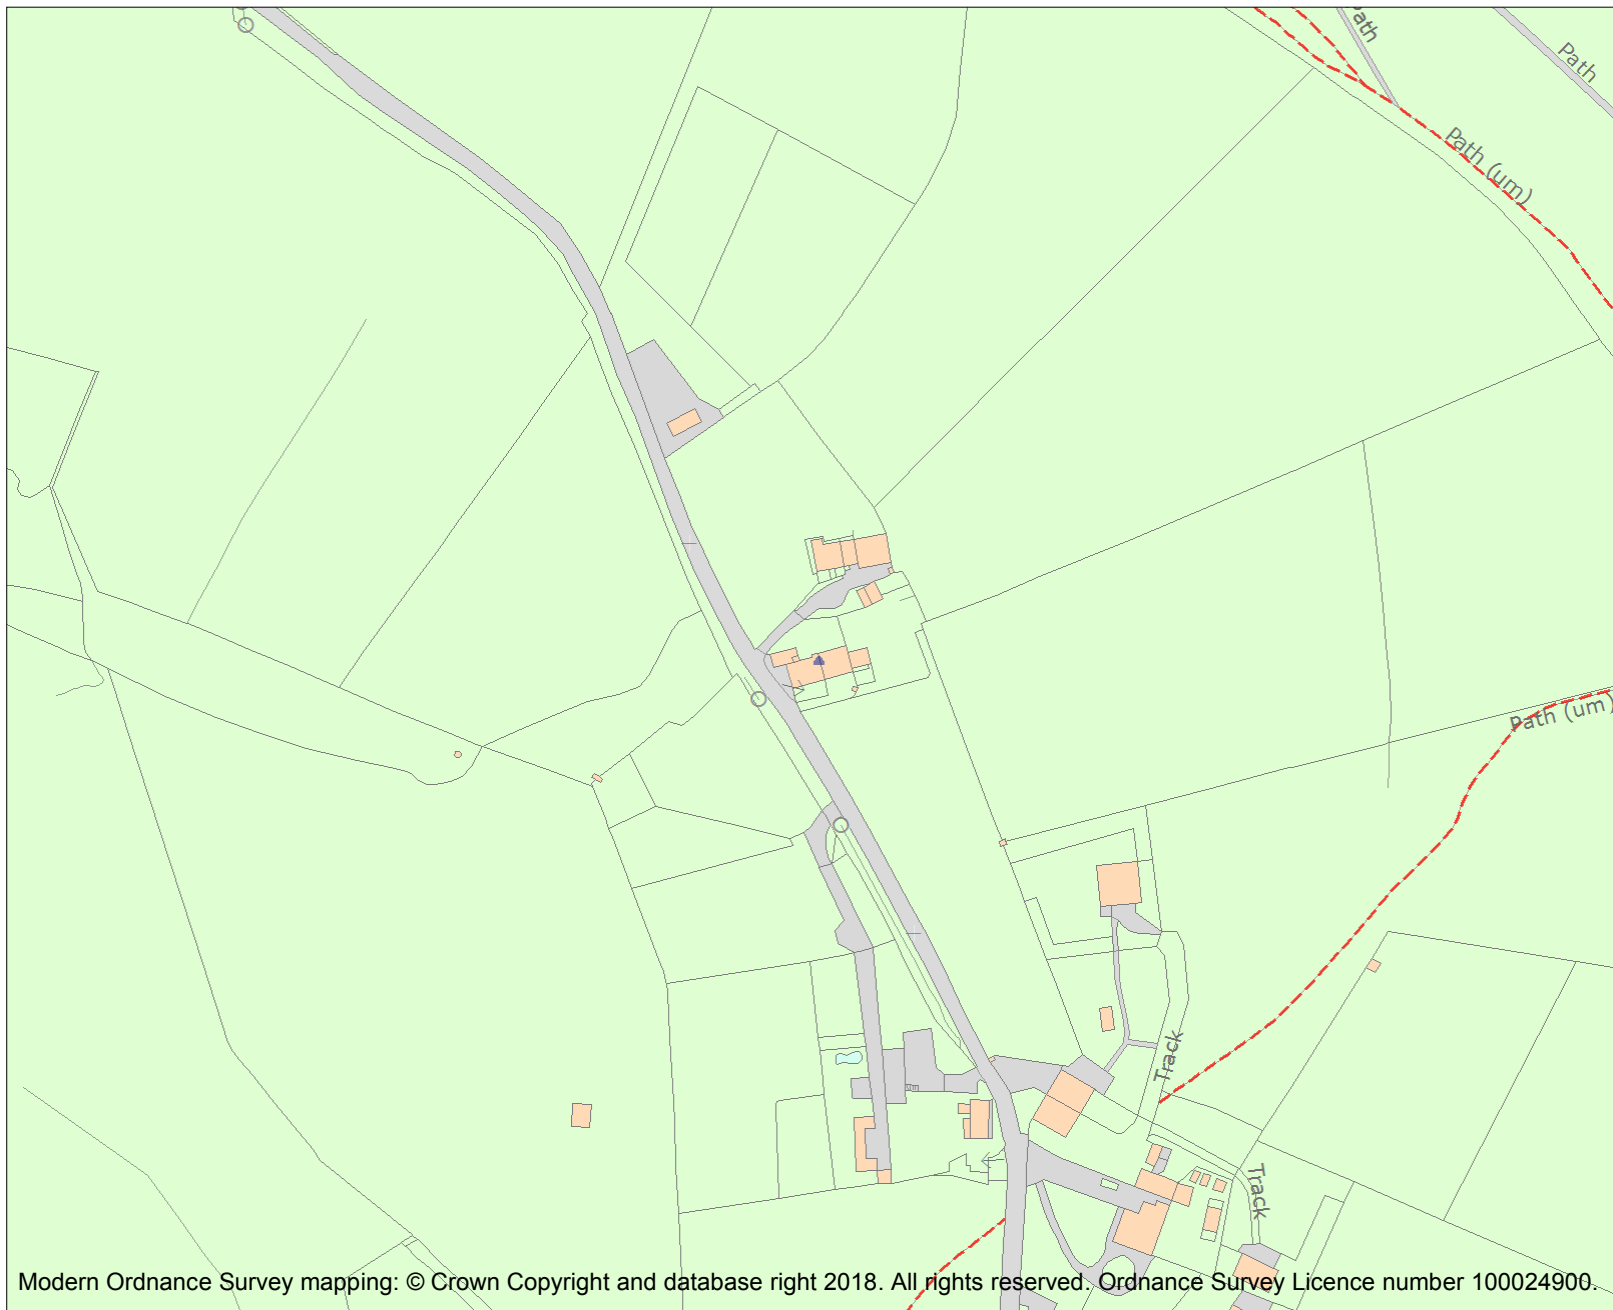 Path
Path
Path (um)
Path (um)
Track
Track
Modern Ordnance Survey mapping: © Crown Copyright and database right 2018. All rights reserved. Ordnance Survey Licence number 100024900.